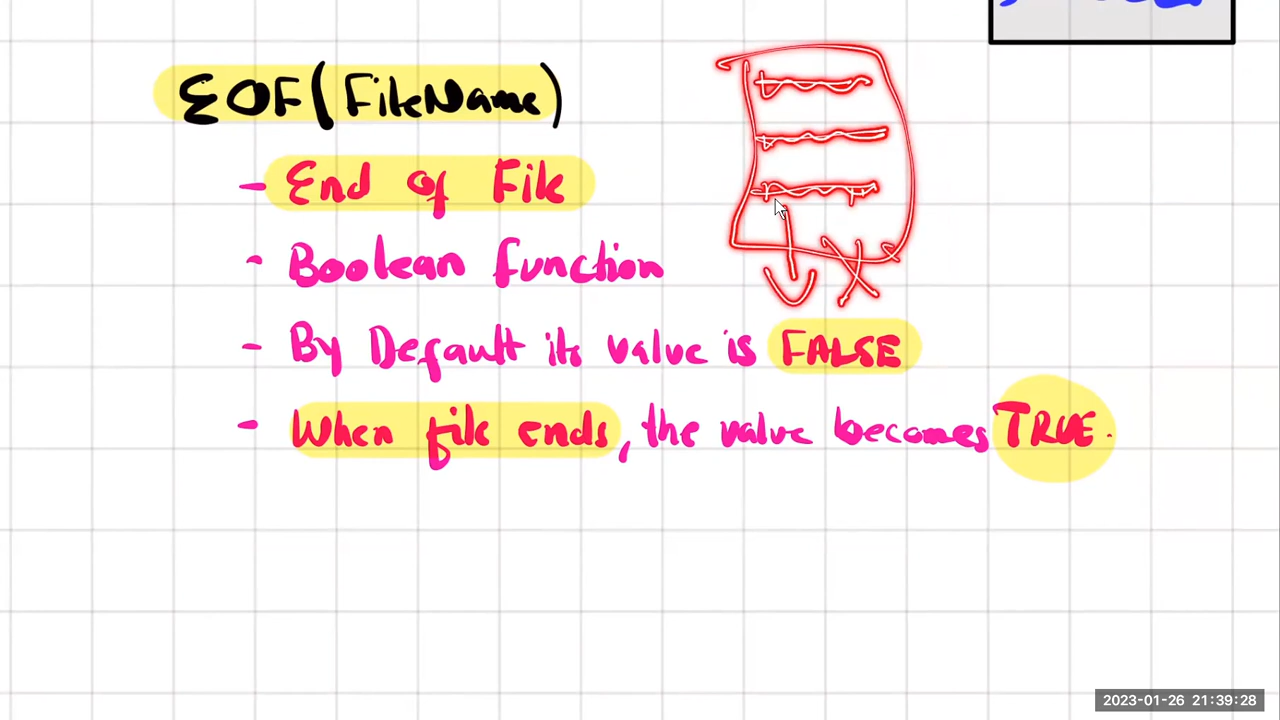 EOF(FileName)
- End of File
- Boolean function
- By Default its value is FALSE
- When file ends, the value becomes TRUE.
2023-01-26 21:39:28